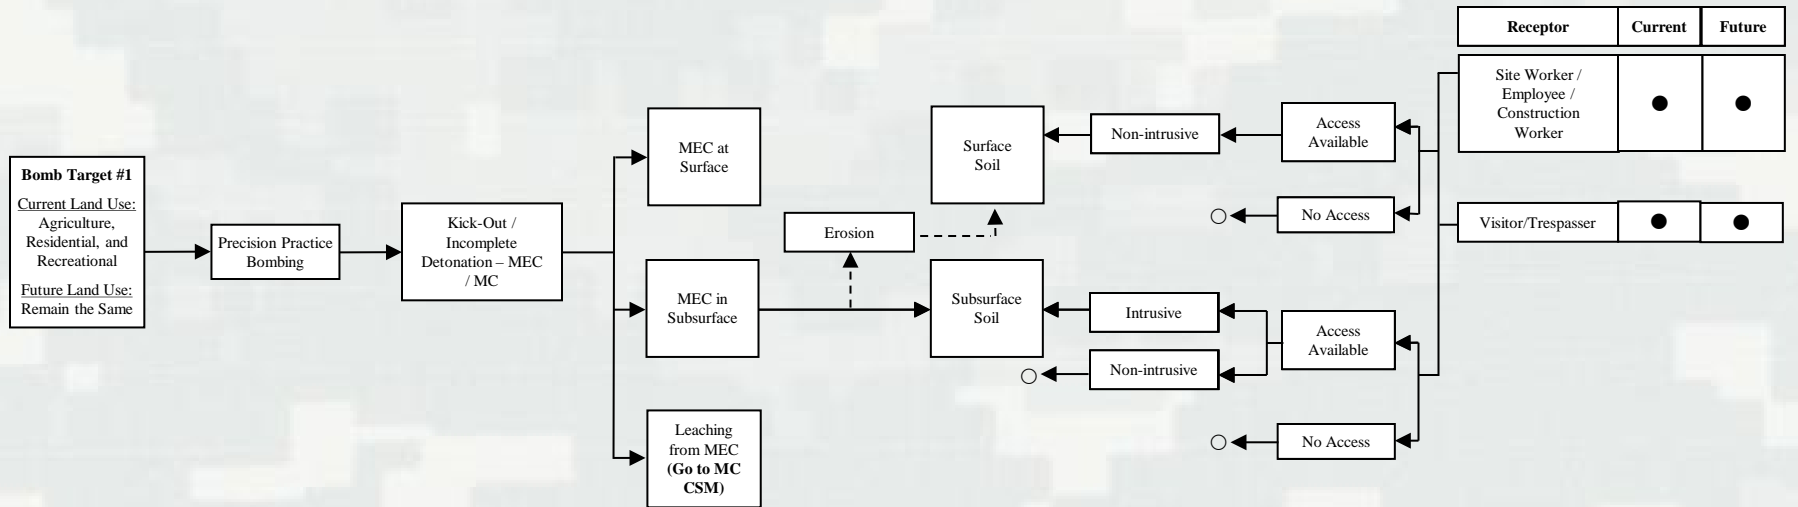 Bomb Target #1
Current Land Use:
Agriculture,
Residential, and
Recreational
Future Land Use:
Remain the Same
Precision Practice
Bombing
Kick-Out /
Incomplete
Detonation – MEC
/ MC
MEC at
Surface
MEC in
Subsurface
Leaching
from MEC
(Go to MC
CSM)
Erosion
Surface
Soil
Subsurface
Soil
Non-intrusive
Intrusive
Non-intrusive
Access
Available
No Access
Access
Available
No Access
Receptor Current Future
Site Worker /
Employee /
Construction
Worker
Visitor/Trespasser